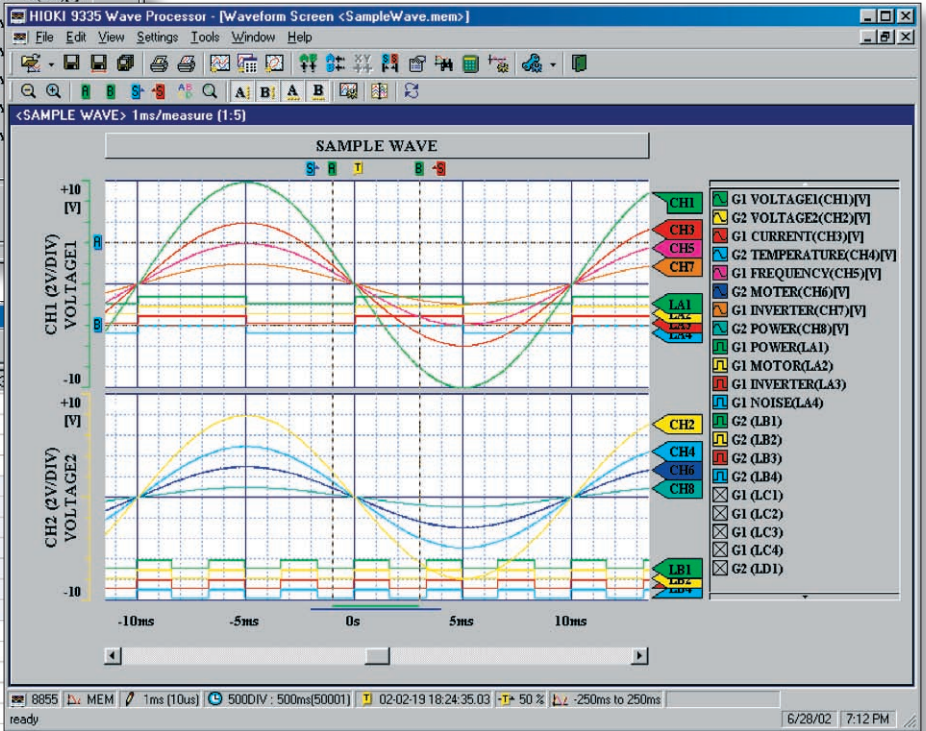 HIOKI 9335 Wave Processor - [Waveform Screen <SampleWave.mem>]
File Edit View Settings Tools Window Help
A B A B
<SAMPLE WAVE> 1ms/measure (1:5)
SAMPLE WAVE
S A T B S
+10
[V]
CH1 (2V/DIV)
VOLTAGE1
-10
A
B
CH1
CH3
CH5
CH7
LA1
LA2
LA3
LA4
+10
[V]
CH2 (2V/DIV)
VOLTAGE2
-10
CH2
CH4
CH6
CH8
LB1
LB2
LB4
-10ms -5ms 0s 5ms 10ms
G1 VOLTAGE1(CH1)[V]
G2 VOLTAGE2(CH2)[V]
G1 CURRENT(CH3)[V]
G2 TEMPERATURE(CH4)[V]
G1 FREQUENCY(CH5)[V]
G2 MOTER(CH6)[V]
G1 INVERTER(CH7)[V]
G2 POWER(CH8)[V]
G1 POWER(LA1)
G1 MOTOR(LA2)
G1 INVERTER(LA3)
G1 NOISE(LA4)
G2 (LB1)
G2 (LB2)
G2 (LB3)
G2 (LB4)
G1 (LC1)
G1 (LC2)
G1 (LC3)
G1 (LC4)
G2 (LD1)
8855 MEM 1ms (10us) 500DIV : 500ms(50001) T 02-02-19 18:24:35.03 -T- 50 % -250ms to 250ms
ready 6/28/02 7:12 PM